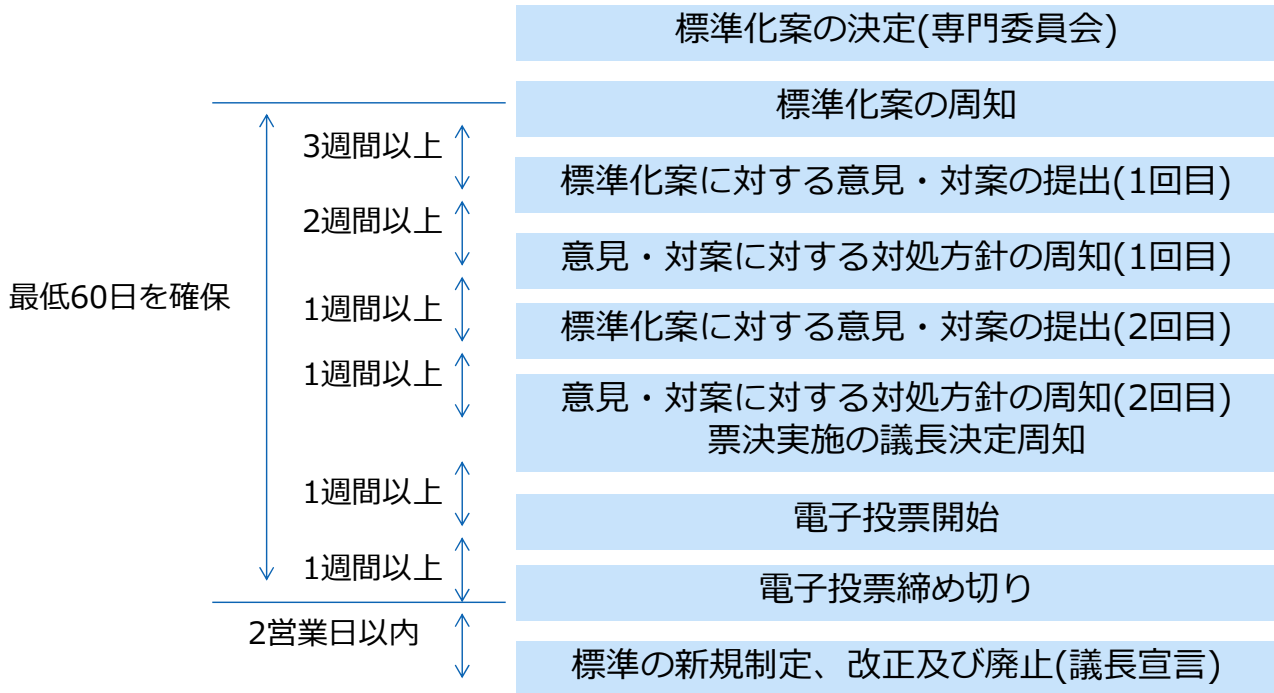 標準化案の決定(専門委員会)
標準化案の周知
3週間以上
標準化案に対する意見・対案の提出(1回目)
2週間以上
意見・対案に対する対処方針の周知(1回目)
最低60日を確保
1週間以上
標準化案に対する意見・対案の提出(2回目)
1週間以上
意見・対案に対する対処方針の周知(2回目)
票決実施の議長決定周知
1週間以上
電子投票開始
1週間以上
電子投票締め切り
2営業日以内
標準の新規制定、改正及び廃止(議長宣言)